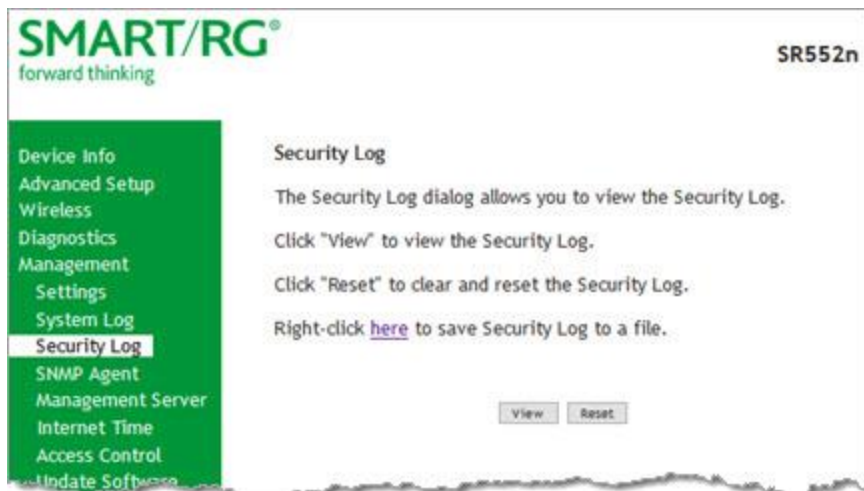 SMART/RG®
forward thinking
SR552n
Device Info
Advanced Setup
Wireless
Diagnostics
Management
Settings
System Log
Security Log
SNMP Agent
Management Server
Internet Time
Access Control
Update Software
Security Log
The Security Log dialog allows you to view the Security Log.
Click "View" to view the Security Log.
Click "Reset" to clear and reset the Security Log.
Right-click here to save Security Log to a file.
View Reset